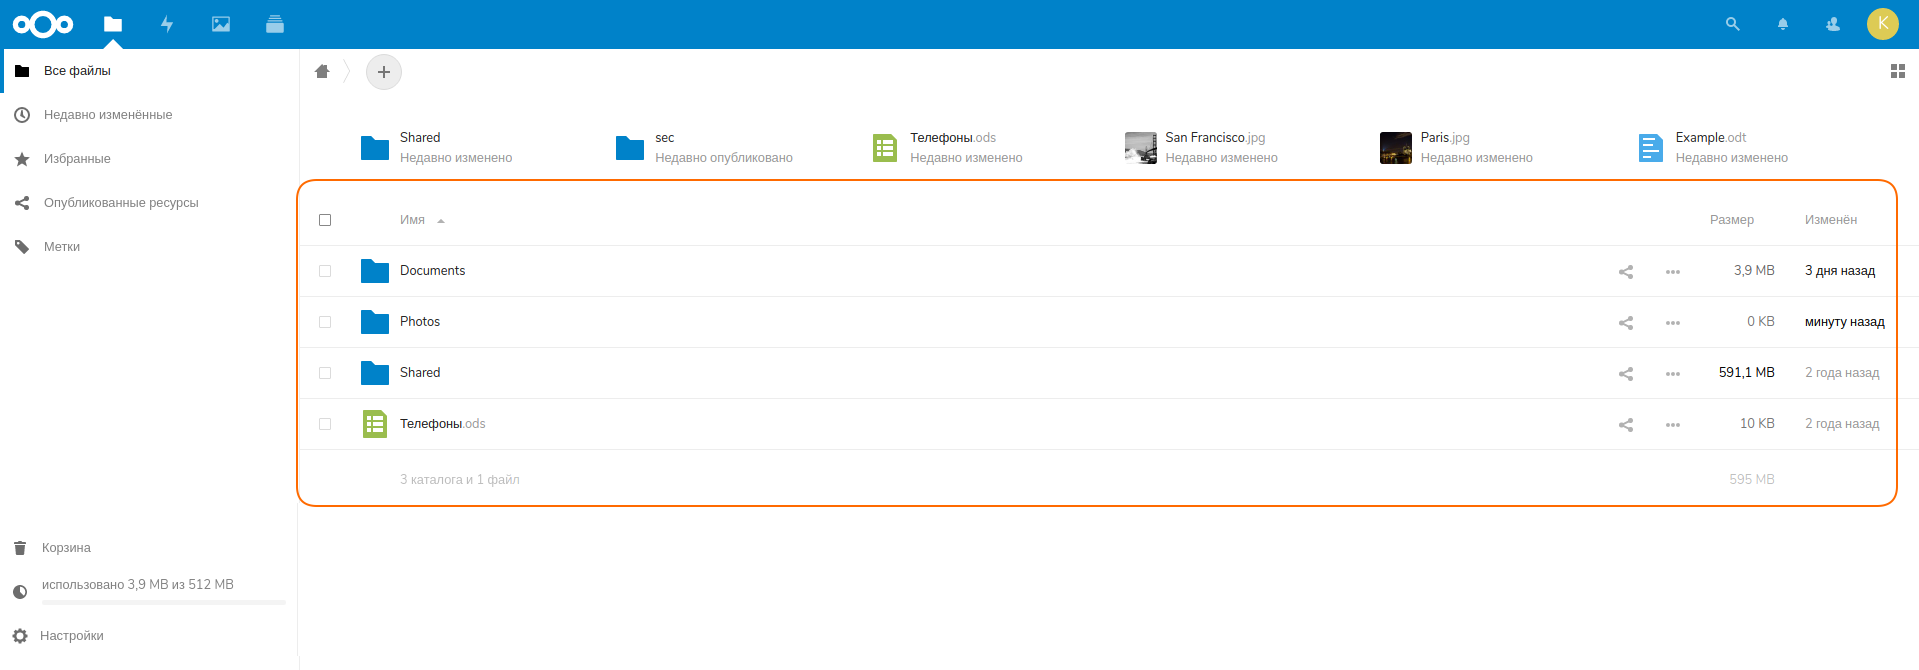 K
Все файлы
Недавно изменённые
Избранные
Опубликованные ресурсы
Метки
Shared
Недавно изменено
sec
Недавно опубликовано
Телефоны.ods
Недавно изменено
San Francisco.jpg
Недавно изменено
Paris.jpg
Недавно изменено
Example.odt
Недавно изменено
Имя Размер Изменён
Documents 3,9 MB 3 дня назад
Photos 0 KB минуту назад
Shared 591,1 MB 2 года назад
Телефоны.ods 10 KB 2 года назад
3 каталога и 1 файл 595 MB
Корзина
использовано 3,9 MB из 512 MB
Настройки